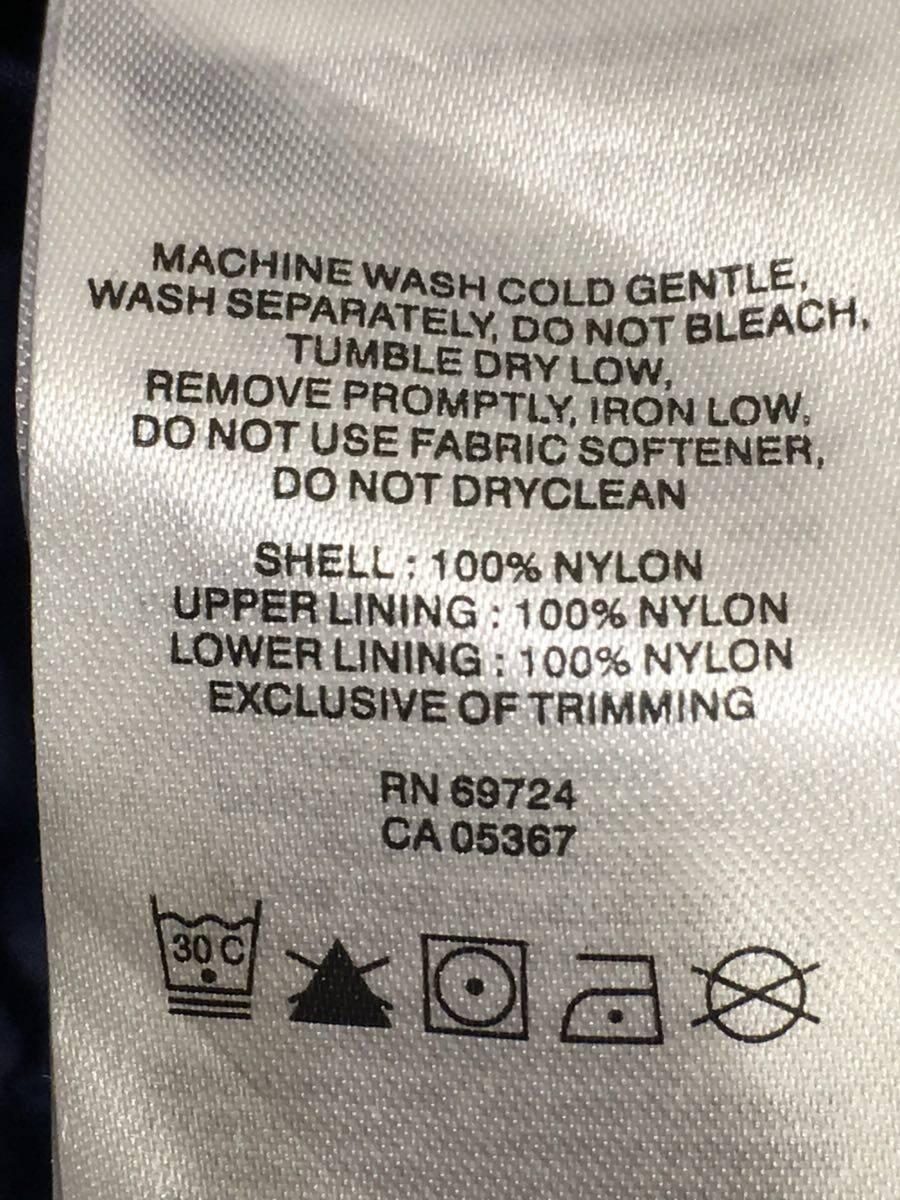 MACHINE WASH COLD GENTLE,
WASH SEPARATELY, DO NOT BLEACH,
TUMBLE DRY LOW,
REMOVE PROMPTLY, IRON LOW,
DO NOT USE FABRIC SOFTENER,
DO NOT DRYCLEAN
SHELL : 100% NYLON
UPPER LINING : 100% NYLON
LOWER LINING : 100% NYLON
EXCLUSIVE OF TRIMMING
RN 69724
CA 05367
30 C